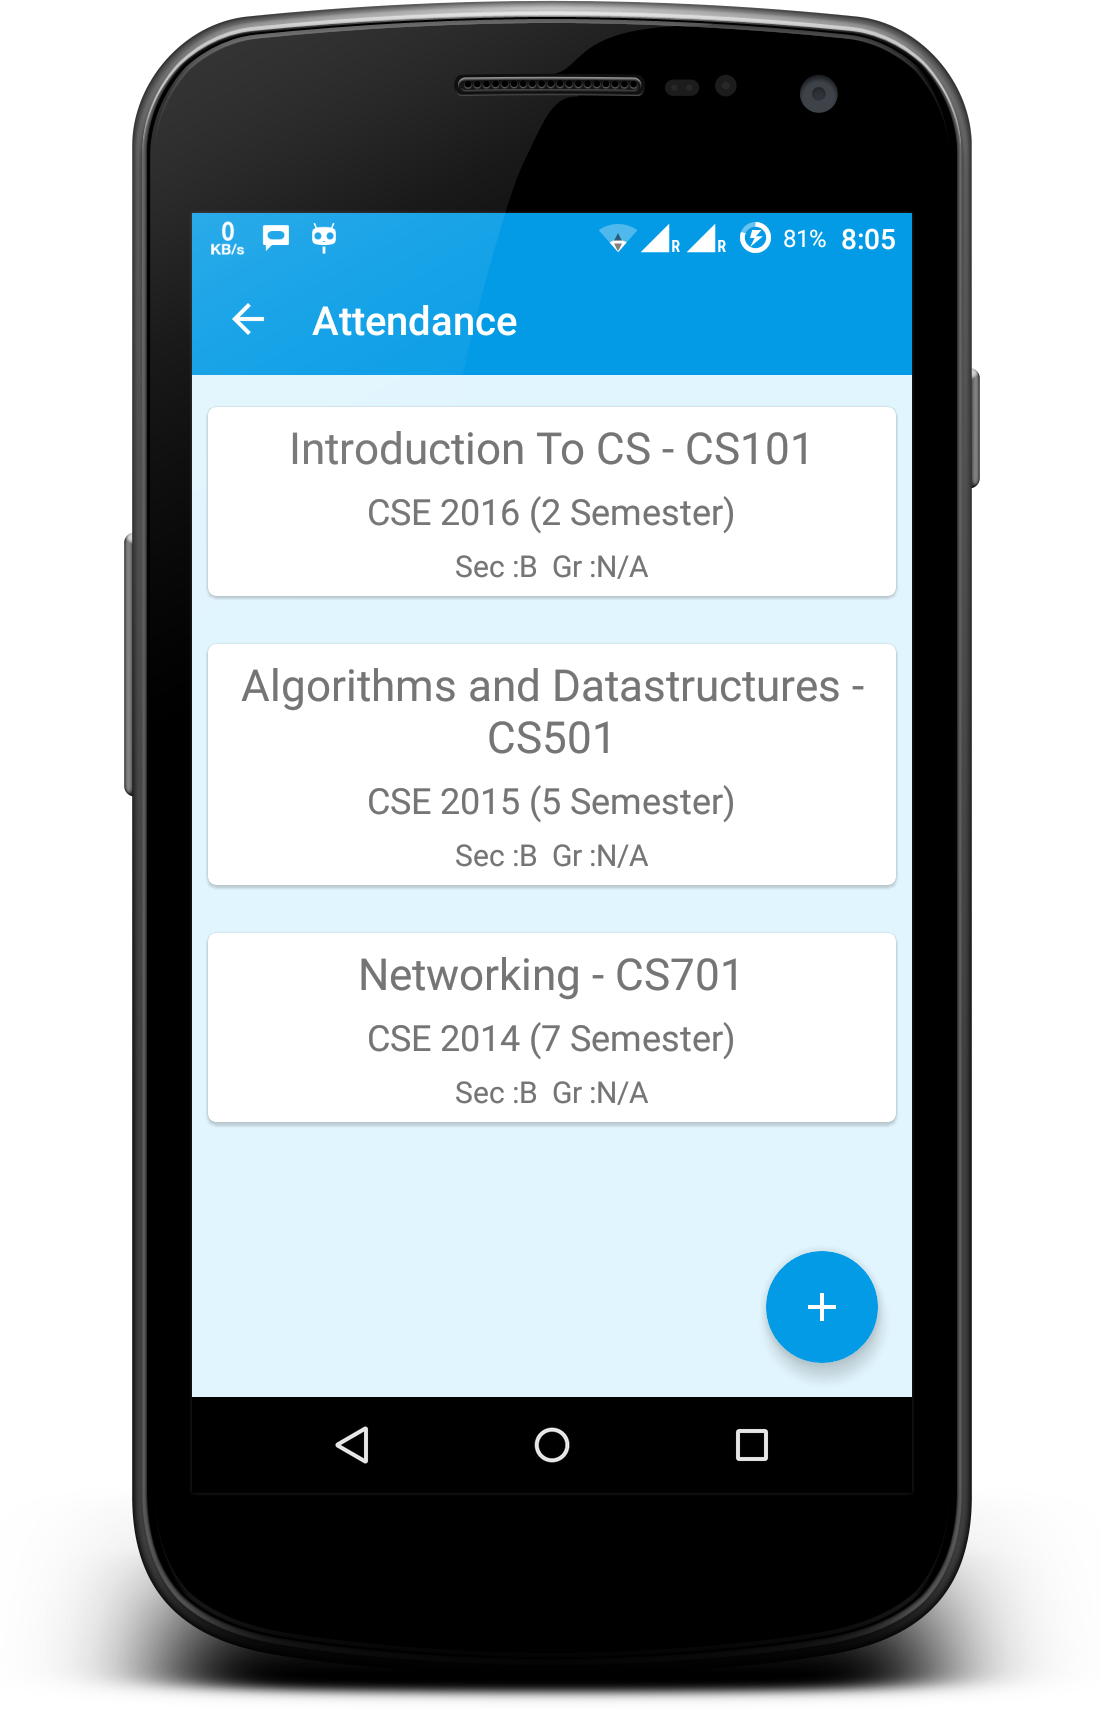 0
KB/s
R R 81% 8:05
Attendance
Introduction To CS - CS101
CSE 2016 (2 Semester)
Sec :B  Gr :N/A
Algorithms and Datastructures -
CS501
CSE 2015 (5 Semester)
Sec :B  Gr :N/A
Networking - CS701
CSE 2014 (7 Semester)
Sec :B  Gr :N/A